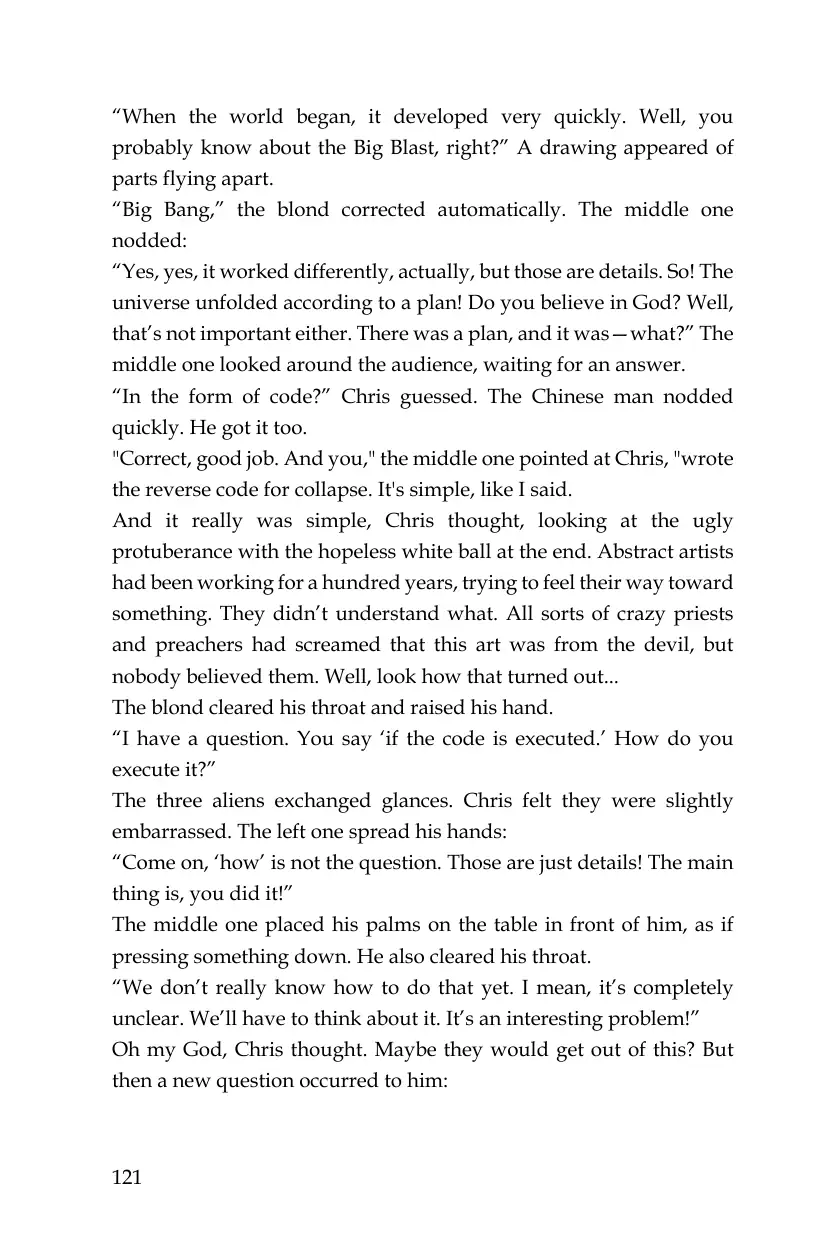 “When the world began, it developed very quickly. Well, you
probably know about the Big Blast, right?” A drawing appeared of
parts flying apart.
“Big Bang,” the blond corrected automatically. The middle one
nodded:
“Yes, yes, it worked differently, actually, but those are details. So! The
universe unfolded according to a plan! Do you believe in God? Well,
that’s not important either. There was a plan, and it was—what?” The
middle one looked around the audience, waiting for an answer.
“In the form of code?” Chris guessed. The Chinese man nodded
quickly. He got it too.
"Correct, good job. And you," the middle one pointed at Chris, "wrote
the reverse code for collapse. It's simple, like I said.
And it really was simple, Chris thought, looking at the ugly
protuberance with the hopeless white ball at the end. Abstract artists
had been working for a hundred years, trying to feel their way toward
something. They didn’t understand what. All sorts of crazy priests
and preachers had screamed that this art was from the devil, but
nobody believed them. Well, look how that turned out...
The blond cleared his throat and raised his hand.
“I have a question. You say ‘if the code is executed.’ How do you
execute it?”
The three aliens exchanged glances. Chris felt they were slightly
embarrassed. The left one spread his hands:
“Come on, ‘how’ is not the question. Those are just details! The main
thing is, you did it!”
The middle one placed his palms on the table in front of him, as if
pressing something down. He also cleared his throat.
“We don’t really know how to do that yet. I mean, it’s completely
unclear. We’ll have to think about it. It’s an interesting problem!”
Oh my God, Chris thought. Maybe they would get out of this? But
then a new question occurred to him:
121